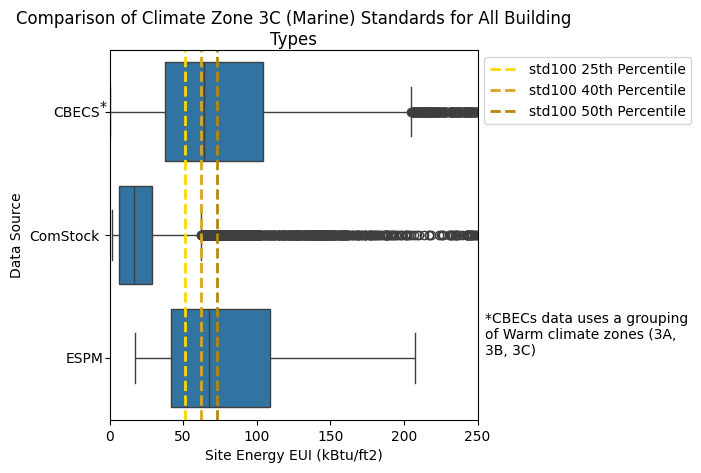 Comparison of Climate Zone 3C (Marine) Standards for All Building
Types
std100 25th Percentile
std100 40th Percentile
std100 50th Percentile
CBECS*
ComStock
ESPM
Data Source
*CBECs data uses a grouping
of Warm climate zones (3A,
3B, 3C)
0 50 100 150 200 250
Site Energy EUI (kBtu/ft2)